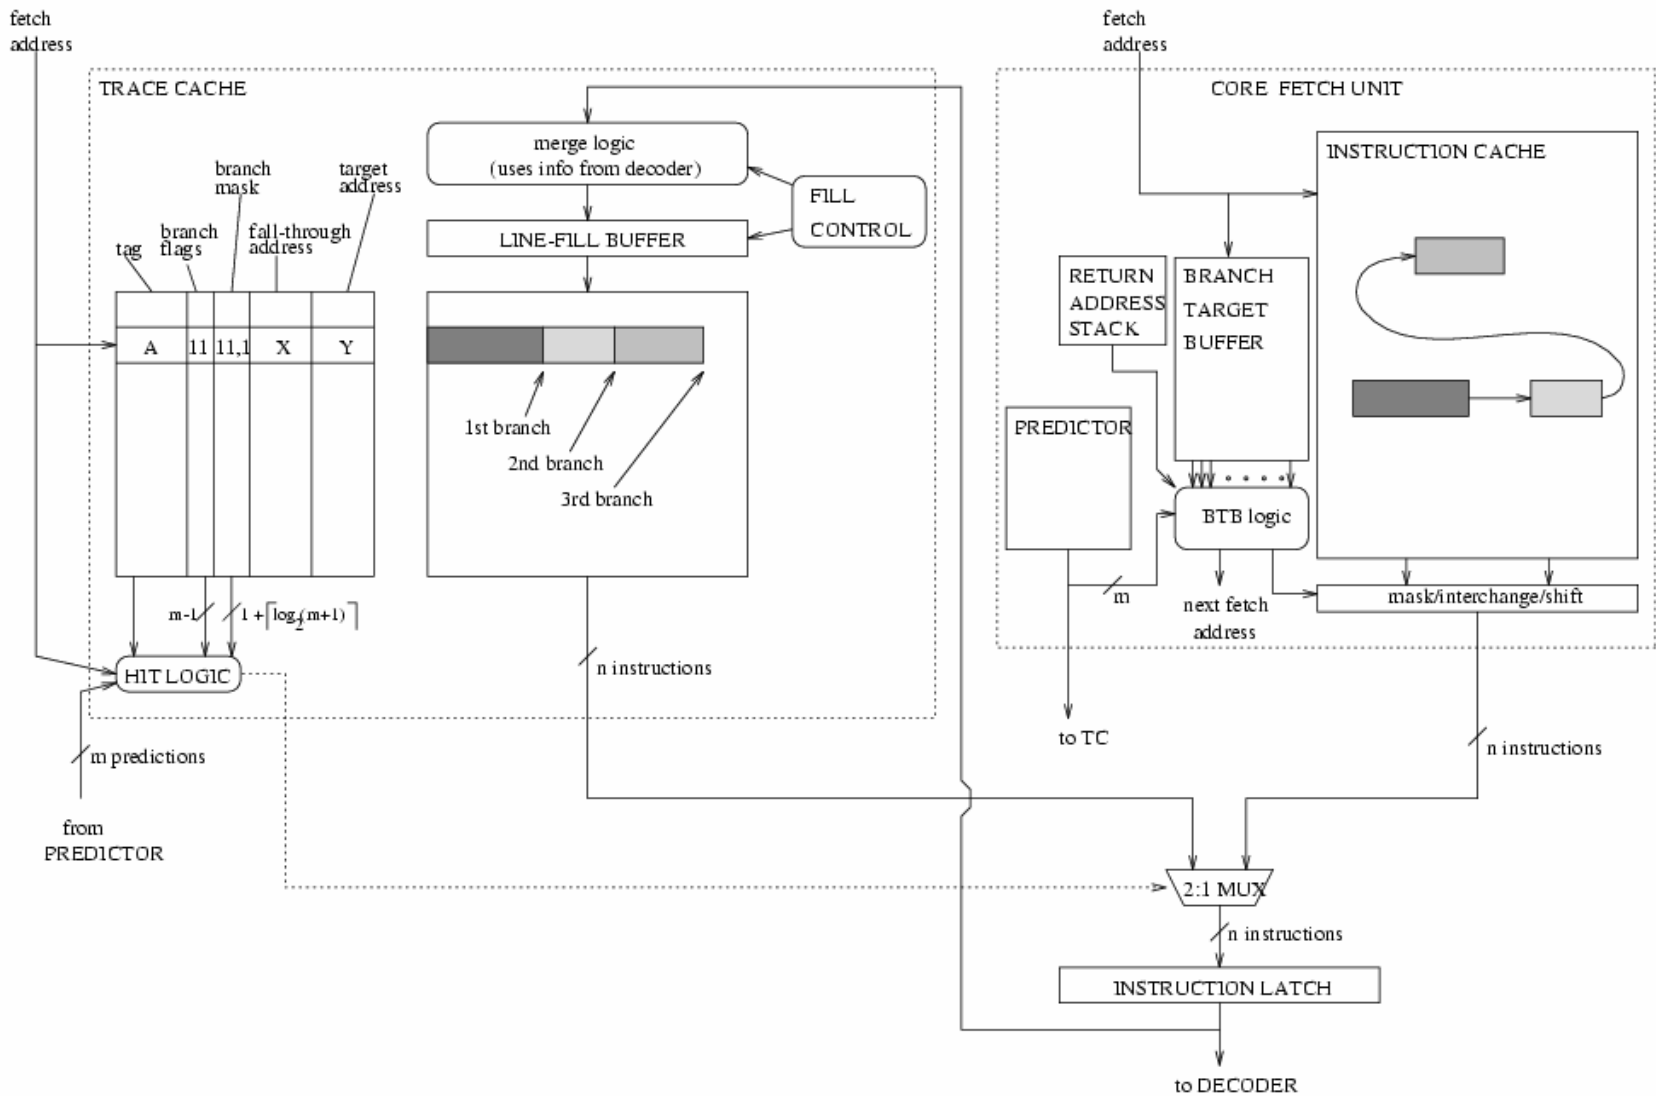 fetch
address
TRACE CACHE
merge logic
(uses info from decoder)
FILL
CONTROL
LINE-FILL BUFFER
branch
mask
target
address
branch
flags
fall-through
address
tag
A
11
11,1
X
Y
1st branch
2nd branch
3rd branch
m-1
1 + ⌈log2(m+1)⌉
HIT LOGIC
n instructions
m predictions
from
PREDICTOR
fetch
address
CORE FETCH UNIT
INSTRUCTION CACHE
RETURN
ADDRESS
STACK
BRANCH
TARGET
BUFFER
PREDICTOR
BTB logic
m
next fetch
address
mask/interchange/shift
to TC
n instructions
2:1 MUX
n instructions
INSTRUCTION LATCH
to DECODER